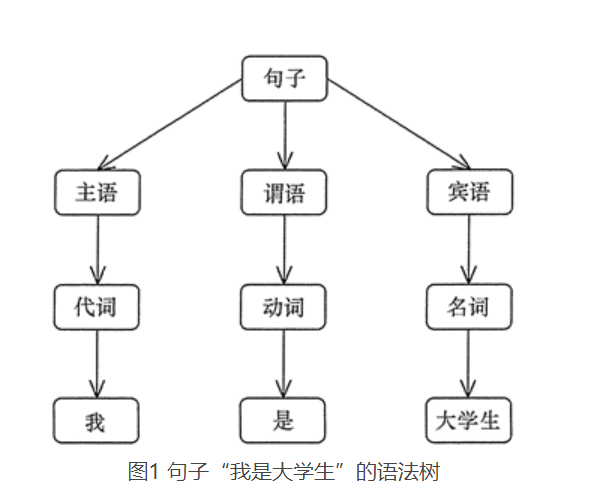 句子
主语 谓语 宾语
代词 动词 名词
我 是 大学生
图1 句子“我是大学生”的语法树